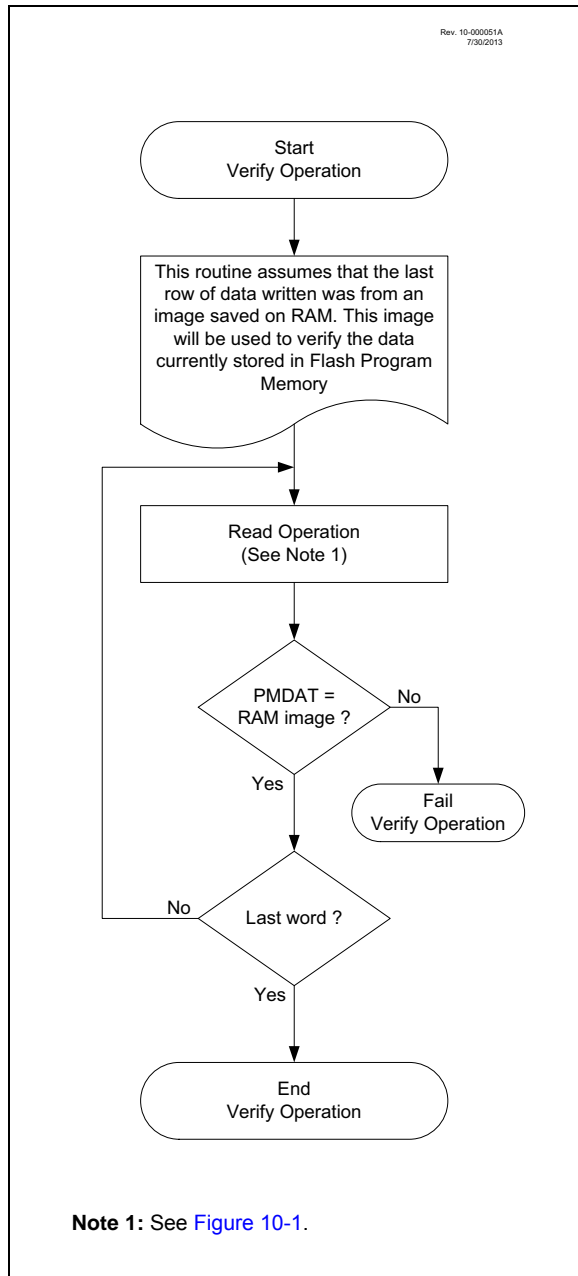 Rev. 10-000051A
7/30/2013
Start
Verify Operation
This routine assumes that the last
row of data written was from an
image saved on RAM. This image
will be used to verify the data
currently stored in Flash Program
Memory
Read Operation
(See Note 1)
PMDAT =
RAM image ?
No
Yes
Fail
Verify Operation
No
Last word ?
Yes
End
Verify Operation
Note 1: See Figure 10-1.